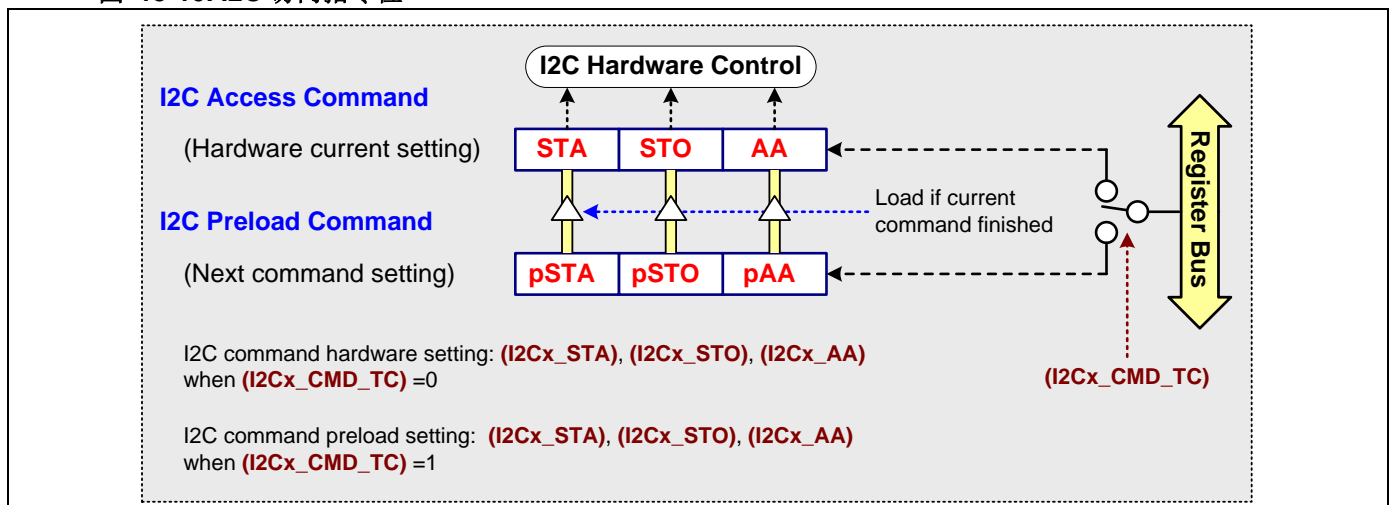 I2C Hardware Control
I2C Access Command
(Hardware current setting)
STA STO AA
Load if current
command finished
I2C Preload Command
(Next command setting)
pSTA pSTO pAA
Register Bus
I2C command hardware setting: (I2Cx_STA), (I2Cx_STO), (I2Cx_AA)
when (I2Cx_CMD_TC) =0
(I2Cx_CMD_TC)
I2C command preload setting: (I2Cx_STA), (I2Cx_STO), (I2Cx_AA)
when (I2Cx_CMD_TC) =1